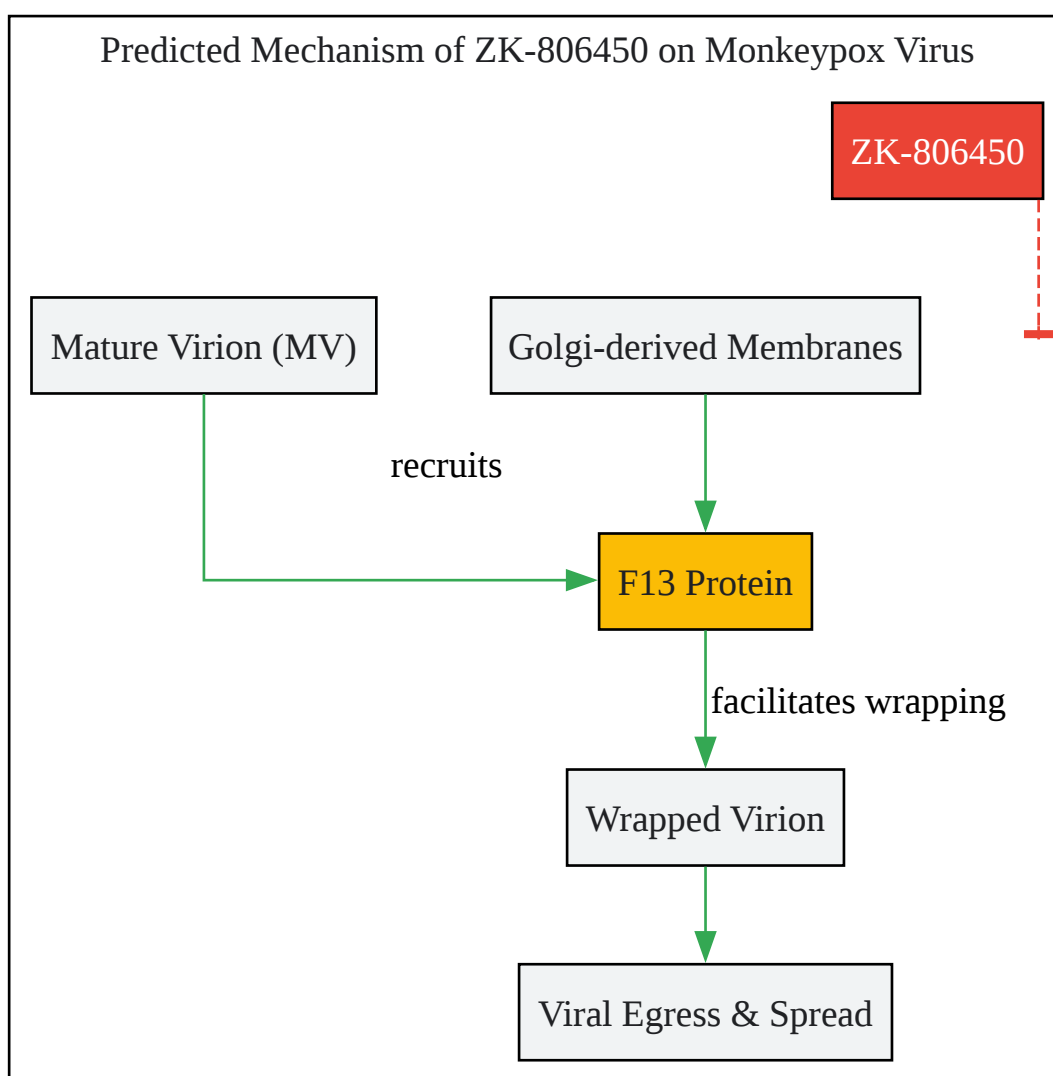 Predicted Mechanism of ZK-806450 on Monkeypox Virus
ZK-806450
Mature Virion (MV)
Golgi-derived Membranes
recruits
F13 Protein
facilitates wrapping
Wrapped Virion
Viral Egress & Spread